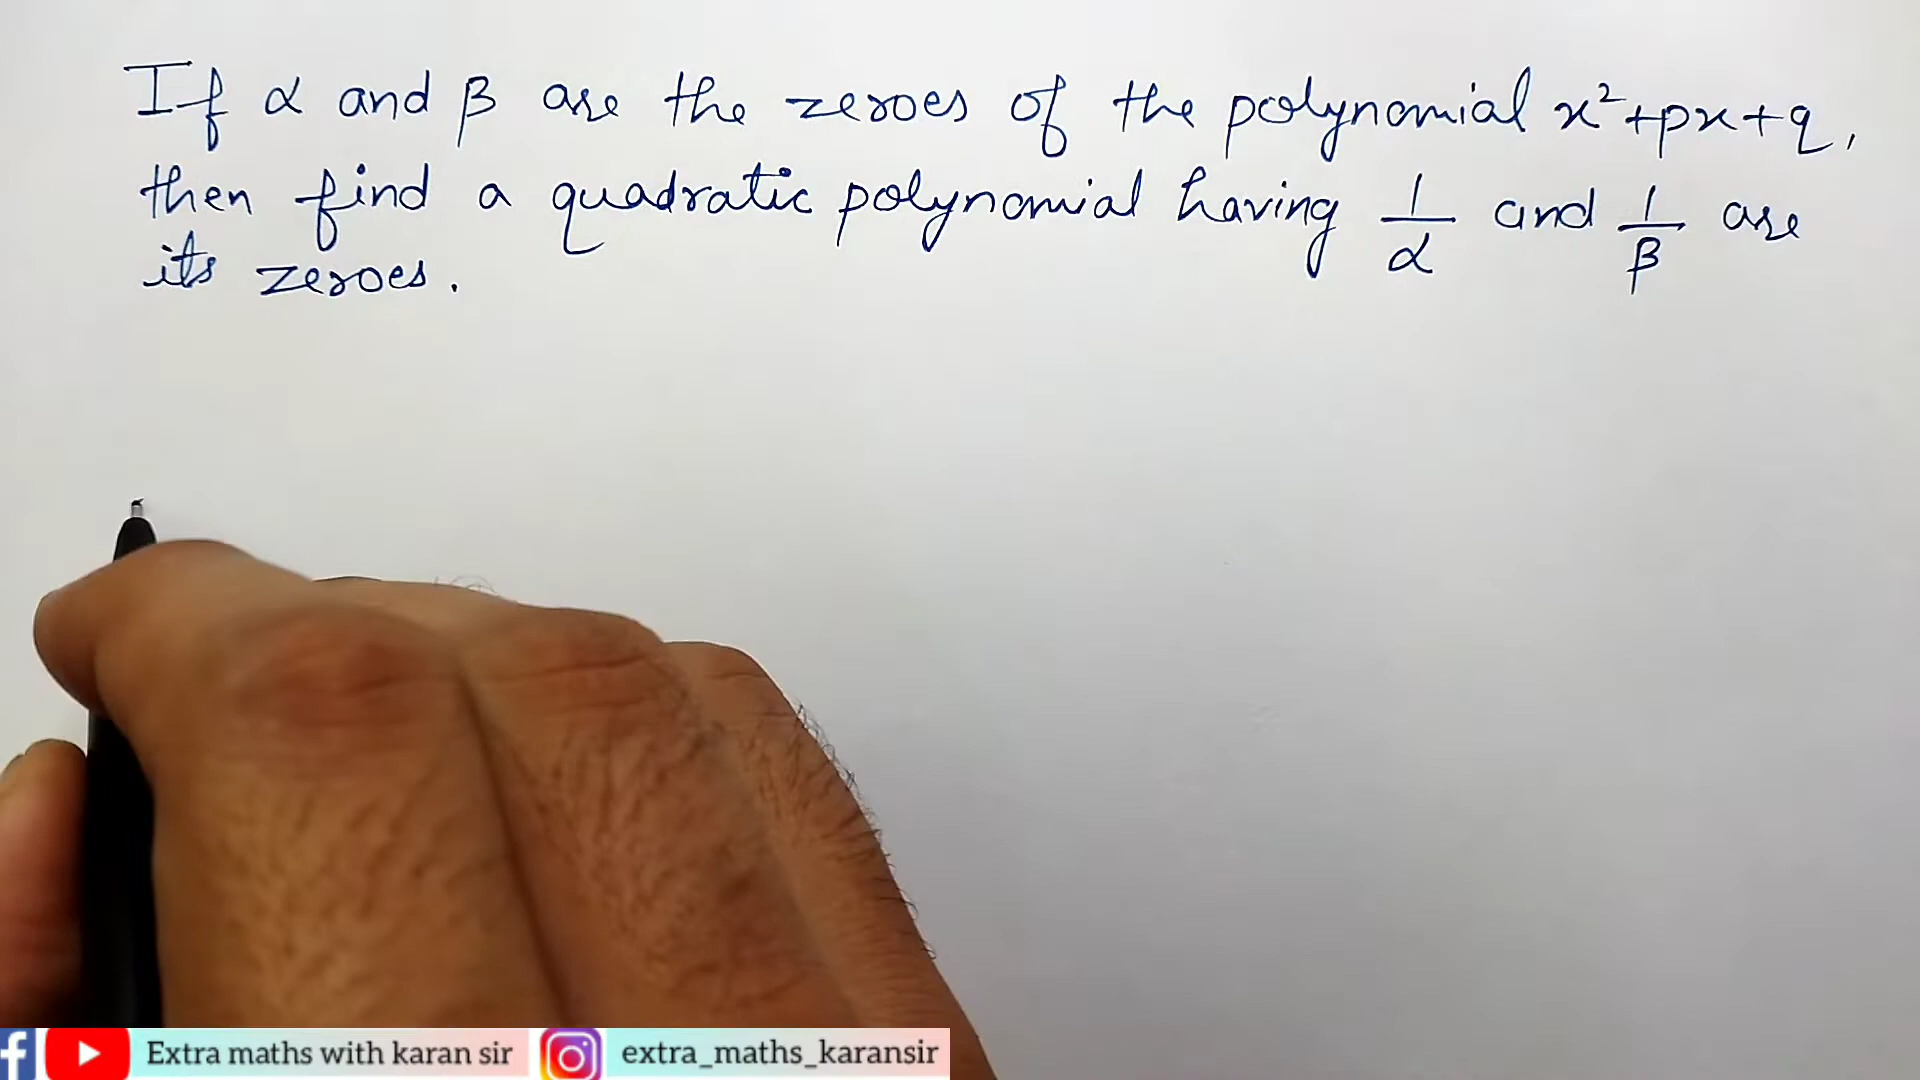 If α and β are the zeroes of the polynomial x²+px+q,
then find a quadratic polynomial having 1/α and 1/β are
its zeroes.
Extra maths with karan sir extra_maths_karansir